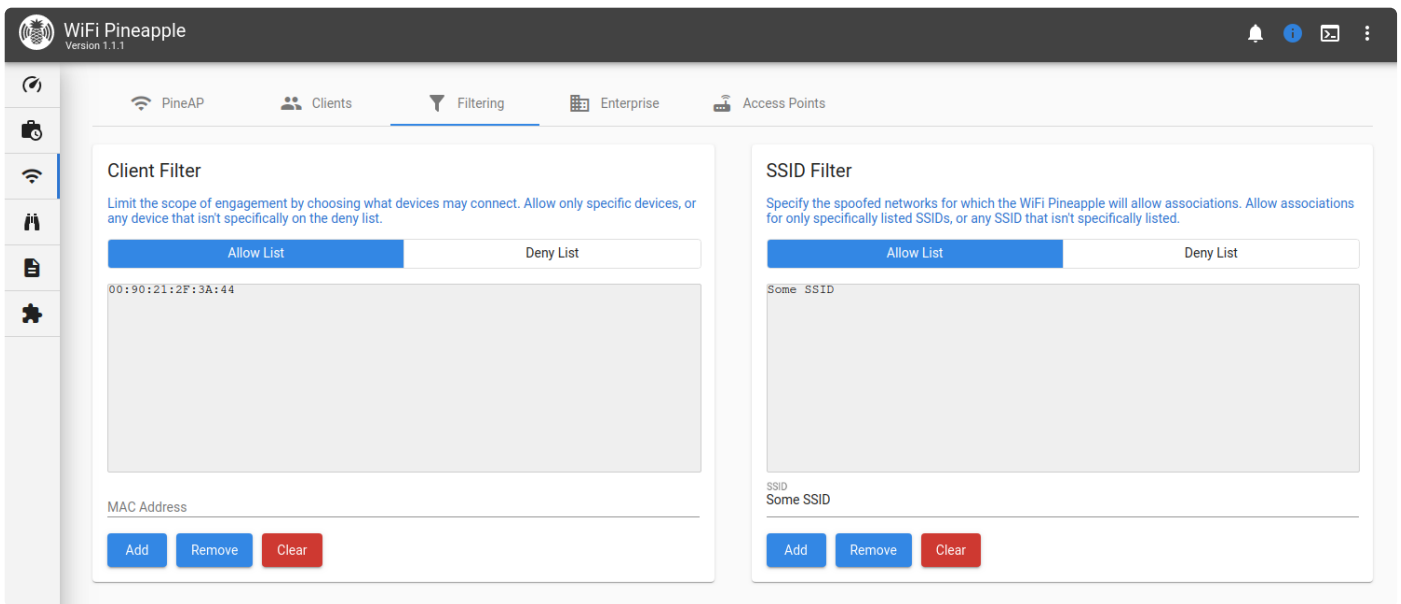 WiFi Pineapple
Version 1.1.1
PineAP
Clients
Filtering
Enterprise
Access Points
Client Filter
Limit the scope of engagement by choosing what devices may connect. Allow only specific devices, or
any device that isn't specifically on the deny list.
Allow List
Deny List
00:90:21:2F:3A:44
MAC Address
Add
Remove
Clear
SSID Filter
Specify the spoofed networks for which the WiFi Pineapple will allow associations. Allow associations
for only specifically listed SSIDs, or any SSID that isn't specifically listed.
Allow List
Deny List
Some SSID
SSID
Some SSID
Add
Remove
Clear